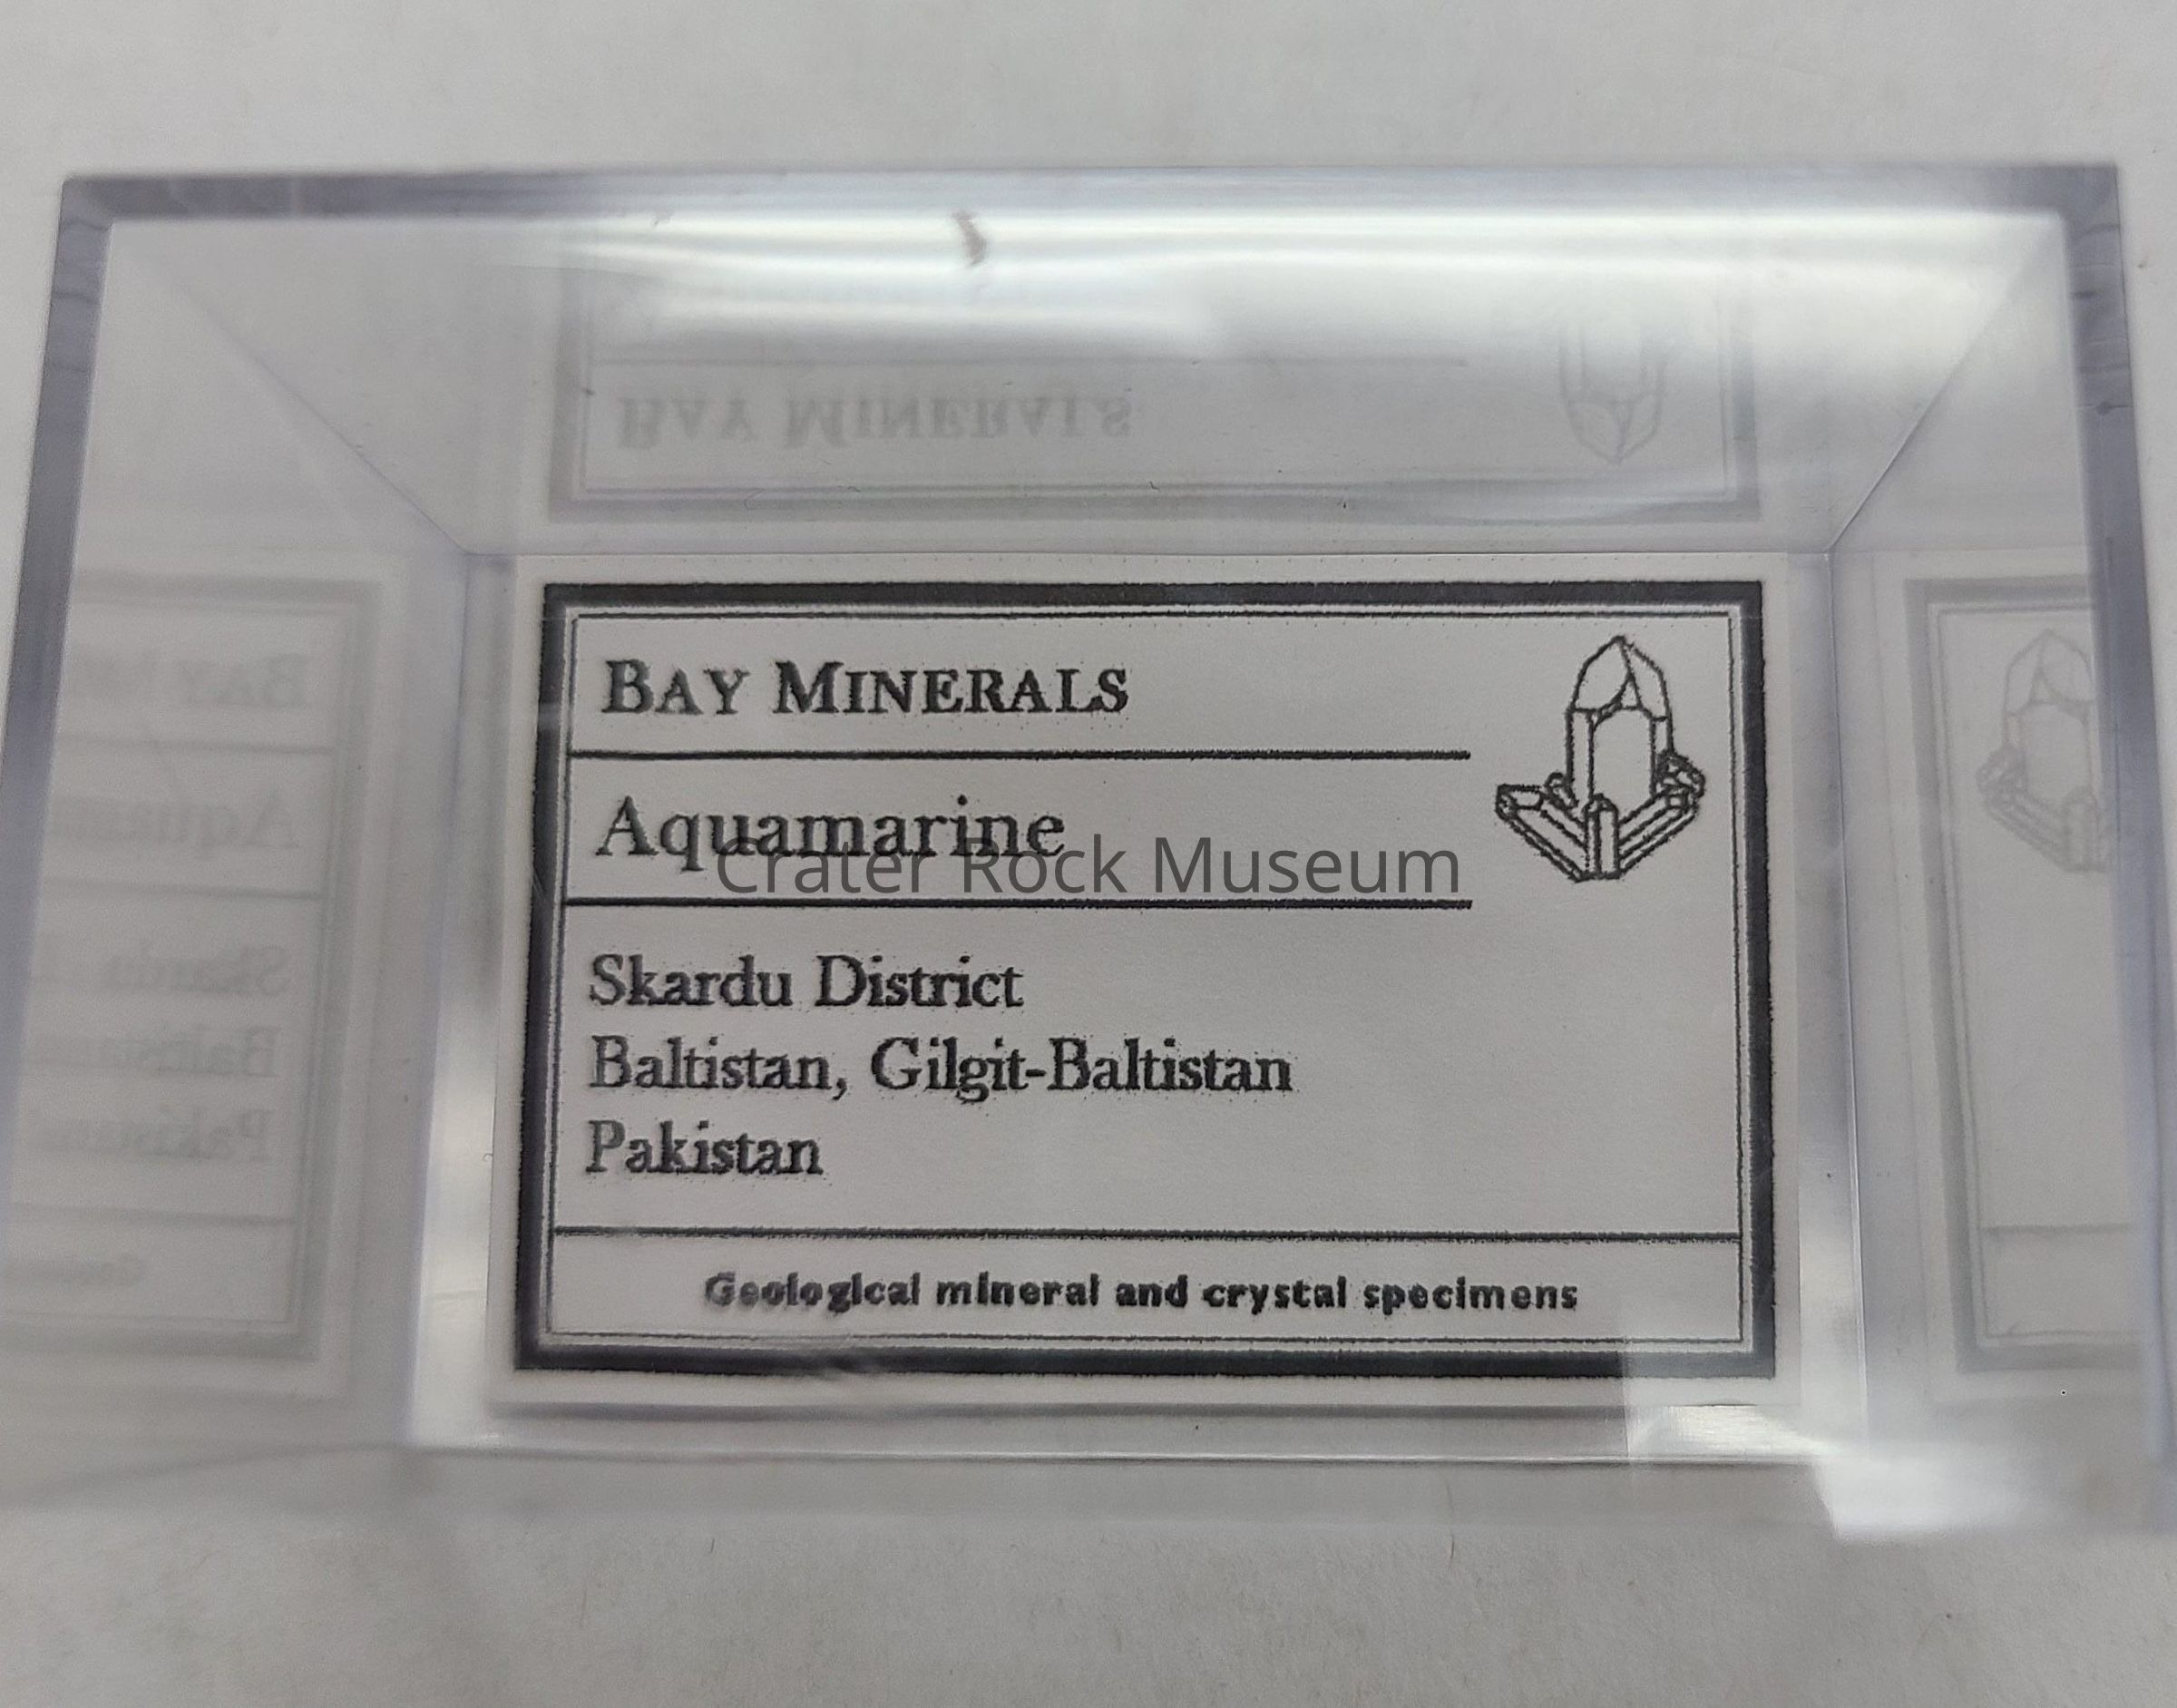 BAY MINERALS
Aquamarine
Crater Rock Museum
Skardu District
Baltistan, Gilgit-Baltistan
Pakistan
Geological mineral and crystal specimens